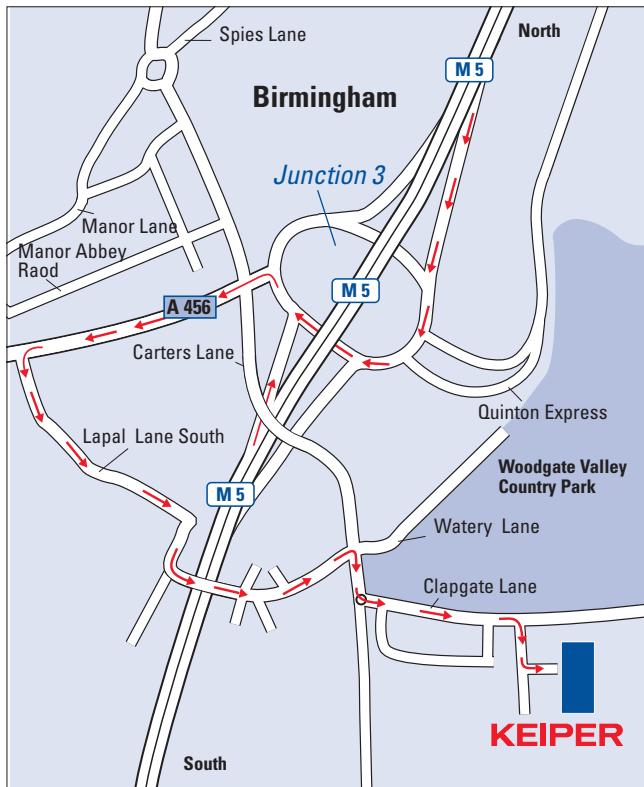 Spies Lane
North
M 5
Birmingham
Junction 3
Manor Lane
Manor Abbey
Raod
M 5
A 456
Carters Lane
Quinton Express
Lapal Lane South
Woodgate Valley
Country Park
M 5
Watery Lane
Clapgate Lane
KEIPER
South